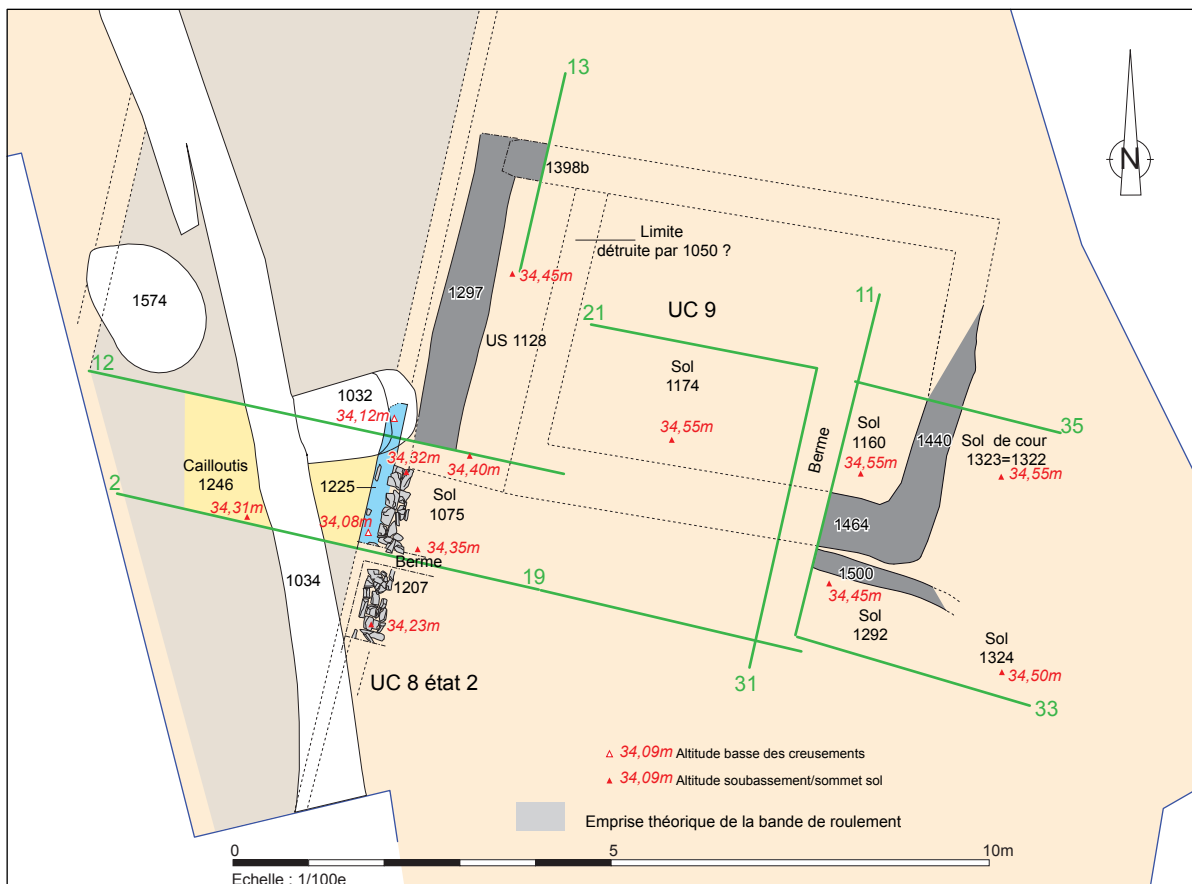 13
N
1398b
Limite
détruite par 1050 ?
34,45m
1574
1297
11
UC 9
21
US 1128
12
Sol
1174
1032
34,12m
34,55m
Sol
1160
34,55m
Berme
1440
35
Sol de cour
1323=1322
34,55m
34,32m
34,40m
Cailloutis
1246
2
34,31m
1225
Sol
1075
34,08m
34,35m
1464
Berme
1207
19
1500
34,45m
1034
34,23m
Sol
1292
Sol
1324
34,50m
UC 8 état 2
31
33
34,09m Altitude basse des creusements
34,09m Altitude soubassement/sommet sol
Emprise théorique de la bande de roulement
0 5 10m
Echelle : 1/100e